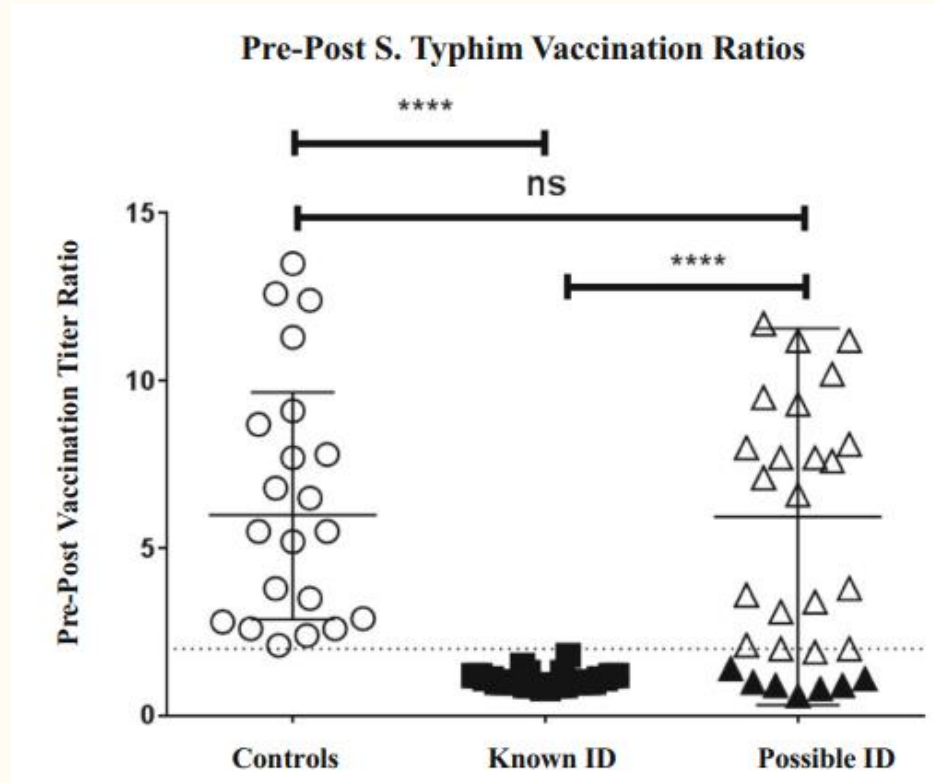 Pre-Post S. Typhim Vaccination Ratios
****
ns
****
Pre-Post Vaccination Titer Ratio
15
10
5
0
Controls
Known ID
Possible ID